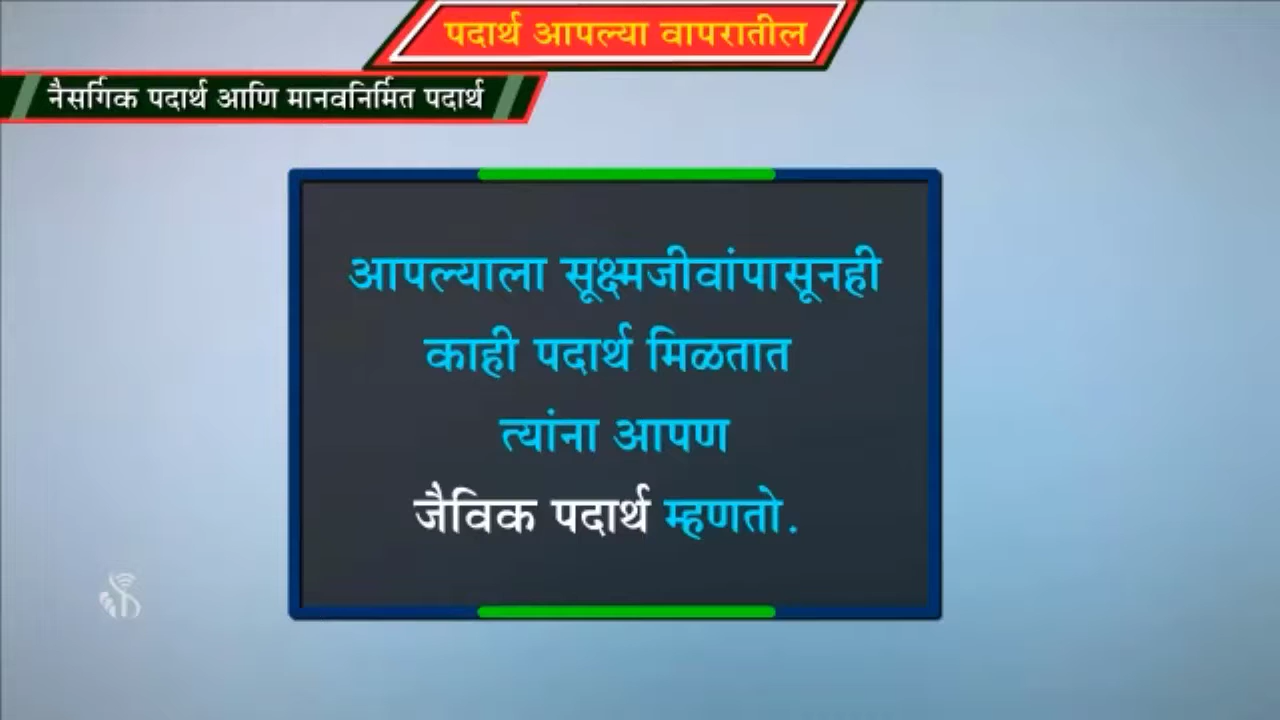 पदार्थ आपल्या वापरातील
नैसर्गिक पदार्थ आणि मानवनिर्मित पदार्थ
आपल्याला सूक्ष्मजीवांपासूनही
काही पदार्थ मिळतात
त्यांना आपण
जैविक पदार्थ म्हणतो.